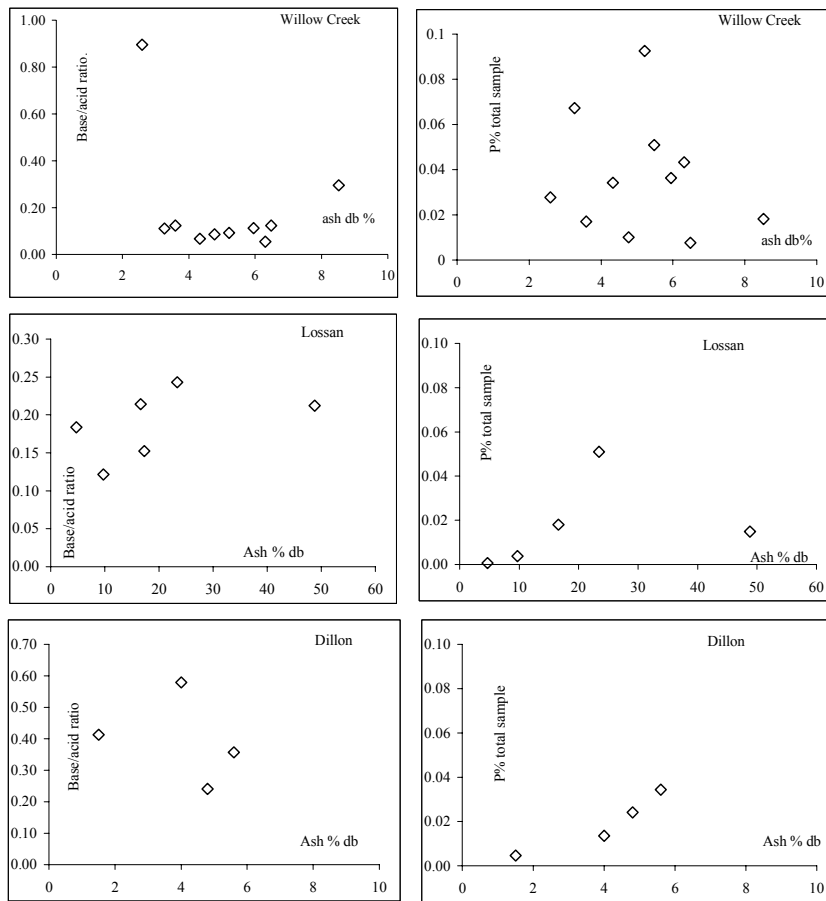 Willow Creek
Base/acid ratio.
1.00
0.80
0.60
0.40
0.20
0.00
ash db %
0 2 4 6 8 10
Willow Creek
P% total sample
0.1
0.08
0.06
0.04
0.02
0
ash db%
0 2 4 6 8 10
Lossan
Base/acid ratio
0.30
0.25
0.20
0.15
0.10
0.05
0.00
Ash % db
0 10 20 30 40 50 60
Lossan
P% total sample
0.10
0.08
0.06
0.04
0.02
0.00
Ash % db
0 10 20 30 40 50 60
Dillon
Base/acid ratio
0.70
0.60
0.50
0.40
0.30
0.20
0.10
0.00
Ash % db
0 2 4 6 8 10
Dillon
P% total sample
0.10
0.08
0.06
0.04
0.02
0.00
Ash % db
0 2 4 6 8 10